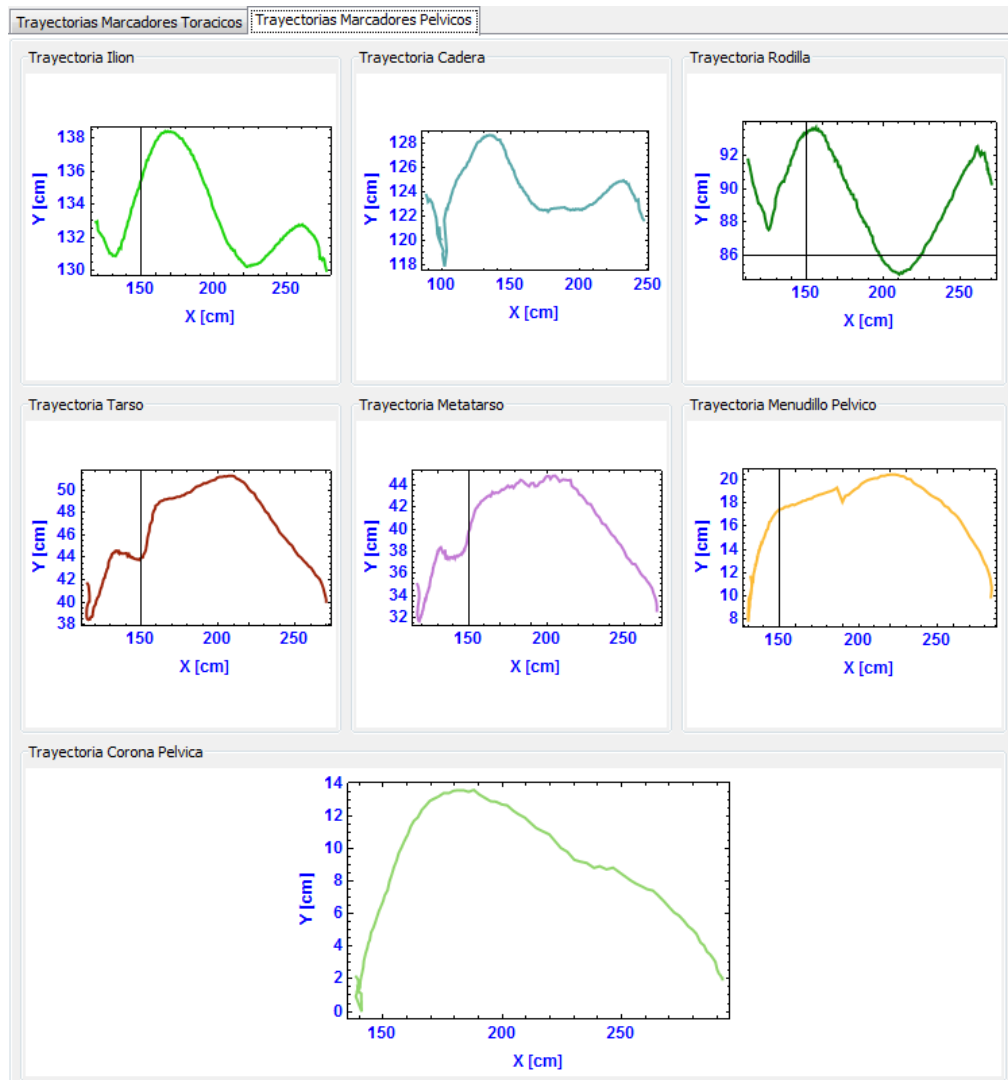 Trayectorias Marcadores Toracicos Trayectorias Marcadores Pelvicos
Trayectoria Ilion
138
136
134
132
130
Y [cm]
150 200 250
X [cm]
Trayectoria Cadera
128
126
124
122
120
118
Y [cm]
100 150 200 250
X [cm]
Trayectoria Rodilla
92
90
88
86
Y [cm]
150 200 250
X [cm]
Trayectoria Tarso
50
48
46
44
42
40
38
Y [cm]
150 200 250
X [cm]
Trayectoria Metatarso
44
42
40
38
36
34
32
Y [cm]
150 200 250
X [cm]
Trayectoria Menudillo Pelvico
20
18
16
14
12
10
8
Y [cm]
150 200 250
X [cm]
Trayectoria Corona Pelvica
14
12
10
8
6
4
2
0
Y [cm]
150 200 250
X [cm]